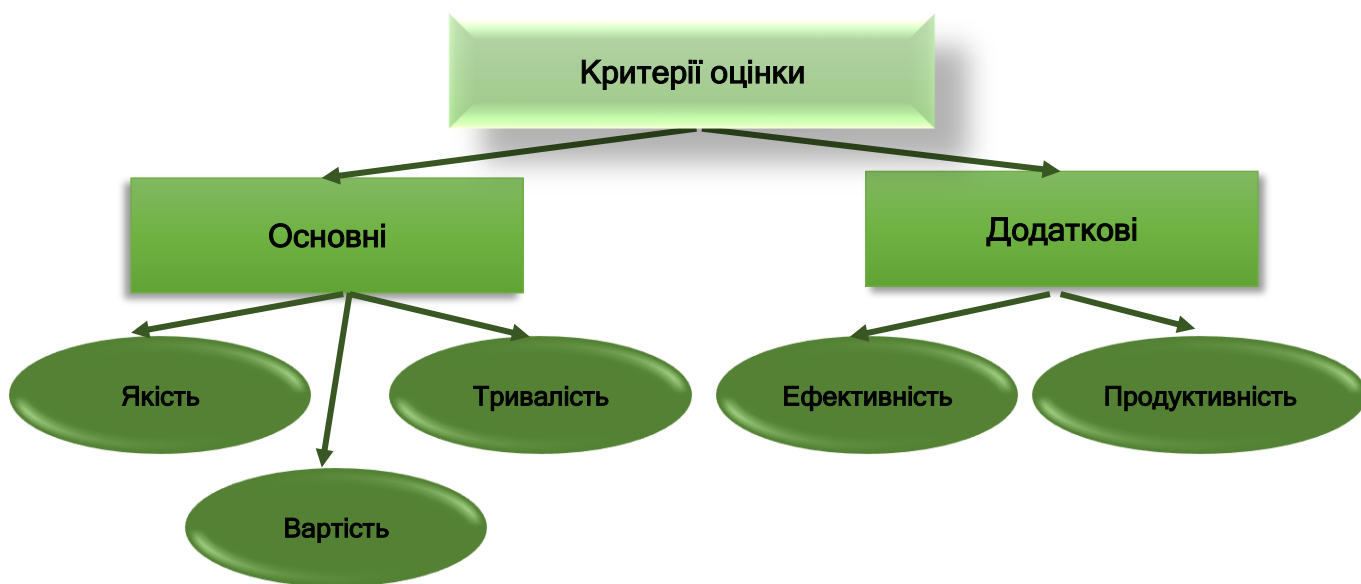 Критерії оцінки
Основні
Додаткові
Якість
Тривалість
Ефективність
Продуктивність
Вартість